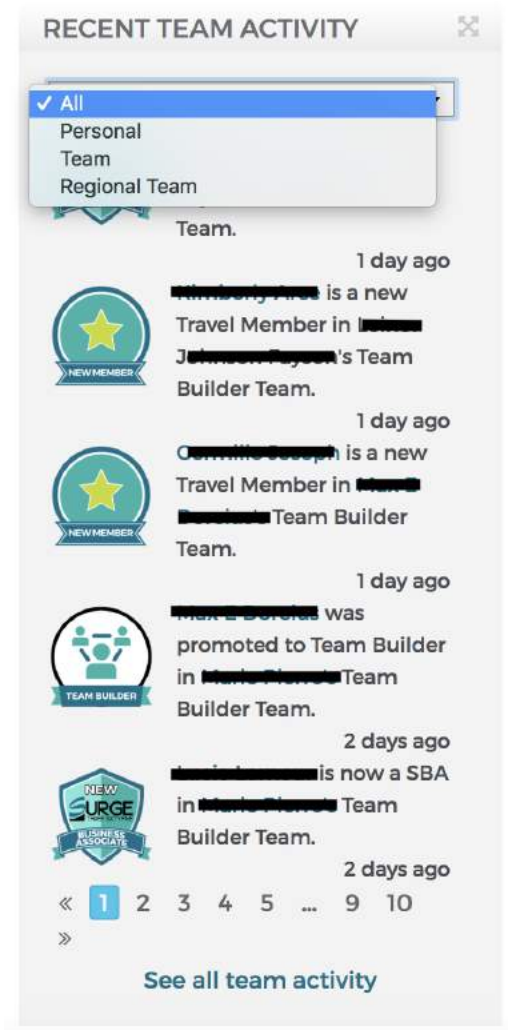 RECENT TEAM ACTIVITY
✓ All
Personal
Team
Regional Team
Team.
1 day ago
is a new
NEW MEMBER
Travel Member in
's Team
Builder Team.
1 day ago
is a new
NEW MEMBER
Travel Member in
Team Builder
Team.
1 day ago
was
promoted to Team Builder
in Team
TEAM BUILDER
Builder Team.
2 days ago
is now a SBA
NEW
SURGE
in Team
BUSINESS
ASSOCIATE
Builder Team.
2 days ago
« 1 2 3 4 5 ... 9 10
»
See all team activity